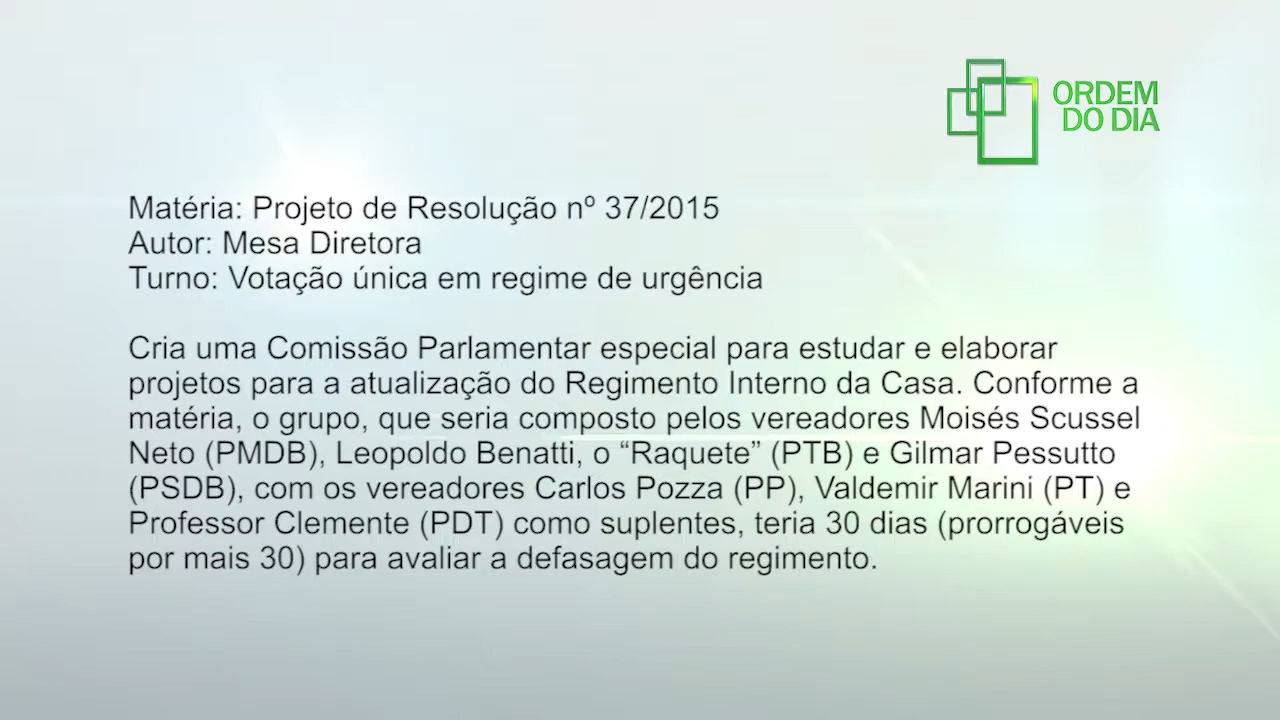 ORDEM
DO DIA
Matéria: Projeto de Resolução nº 37/2015
Autor: Mesa Diretora
Turno: Votação única em regime de urgência
Cria uma Comissão Parlamentar especial para estudar e elaborar
projetos para a atualização do Regimento Interno da Casa. Conforme a
matéria, o grupo, que seria composto pelos vereadores Moisés Scussel
Neto (PMDB), Leopoldo Benatti, o “Raquete” (PTB) e Gilmar Pessutto
(PSDB), com os vereadores Carlos Pozza (PP), Valdemir Marini (PT) e
Professor Clemente (PDT) como suplentes, teria 30 dias (prorrogáveis
por mais 30) para avaliar a defasagem do regimento.